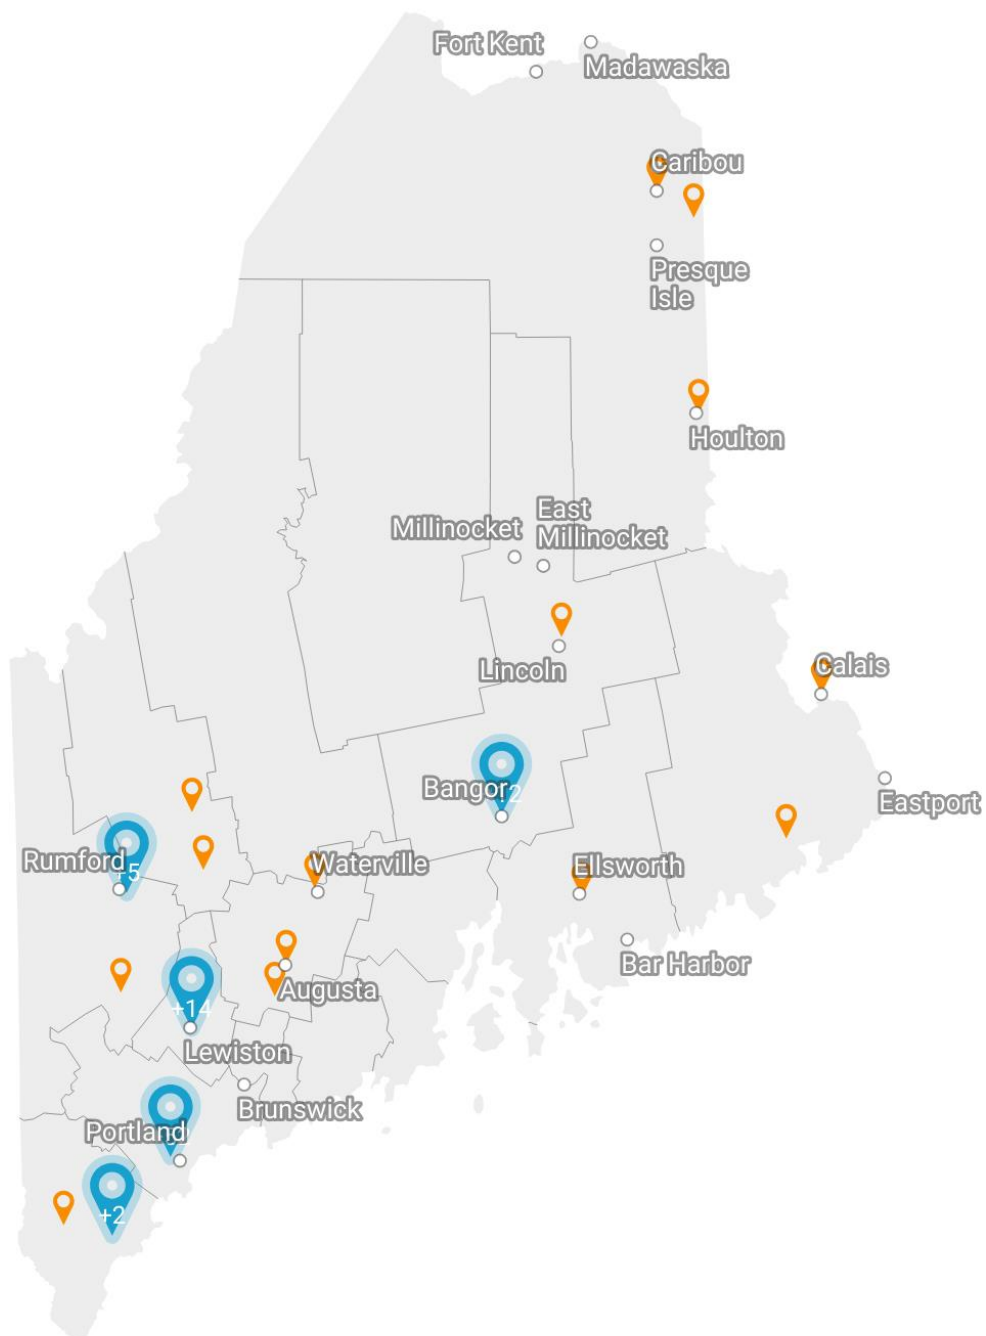 Fort Kent
Madawaska
Caribou
Presque
Isle
Houlton
East
Millinocket
Millinocket
Lincoln
Calais
Bangor
Eastport
Rumford
+5
Waterville
Ellsworth
Bar Harbor
Augusta
+14
Lewiston
Brunswick
Portland
+2